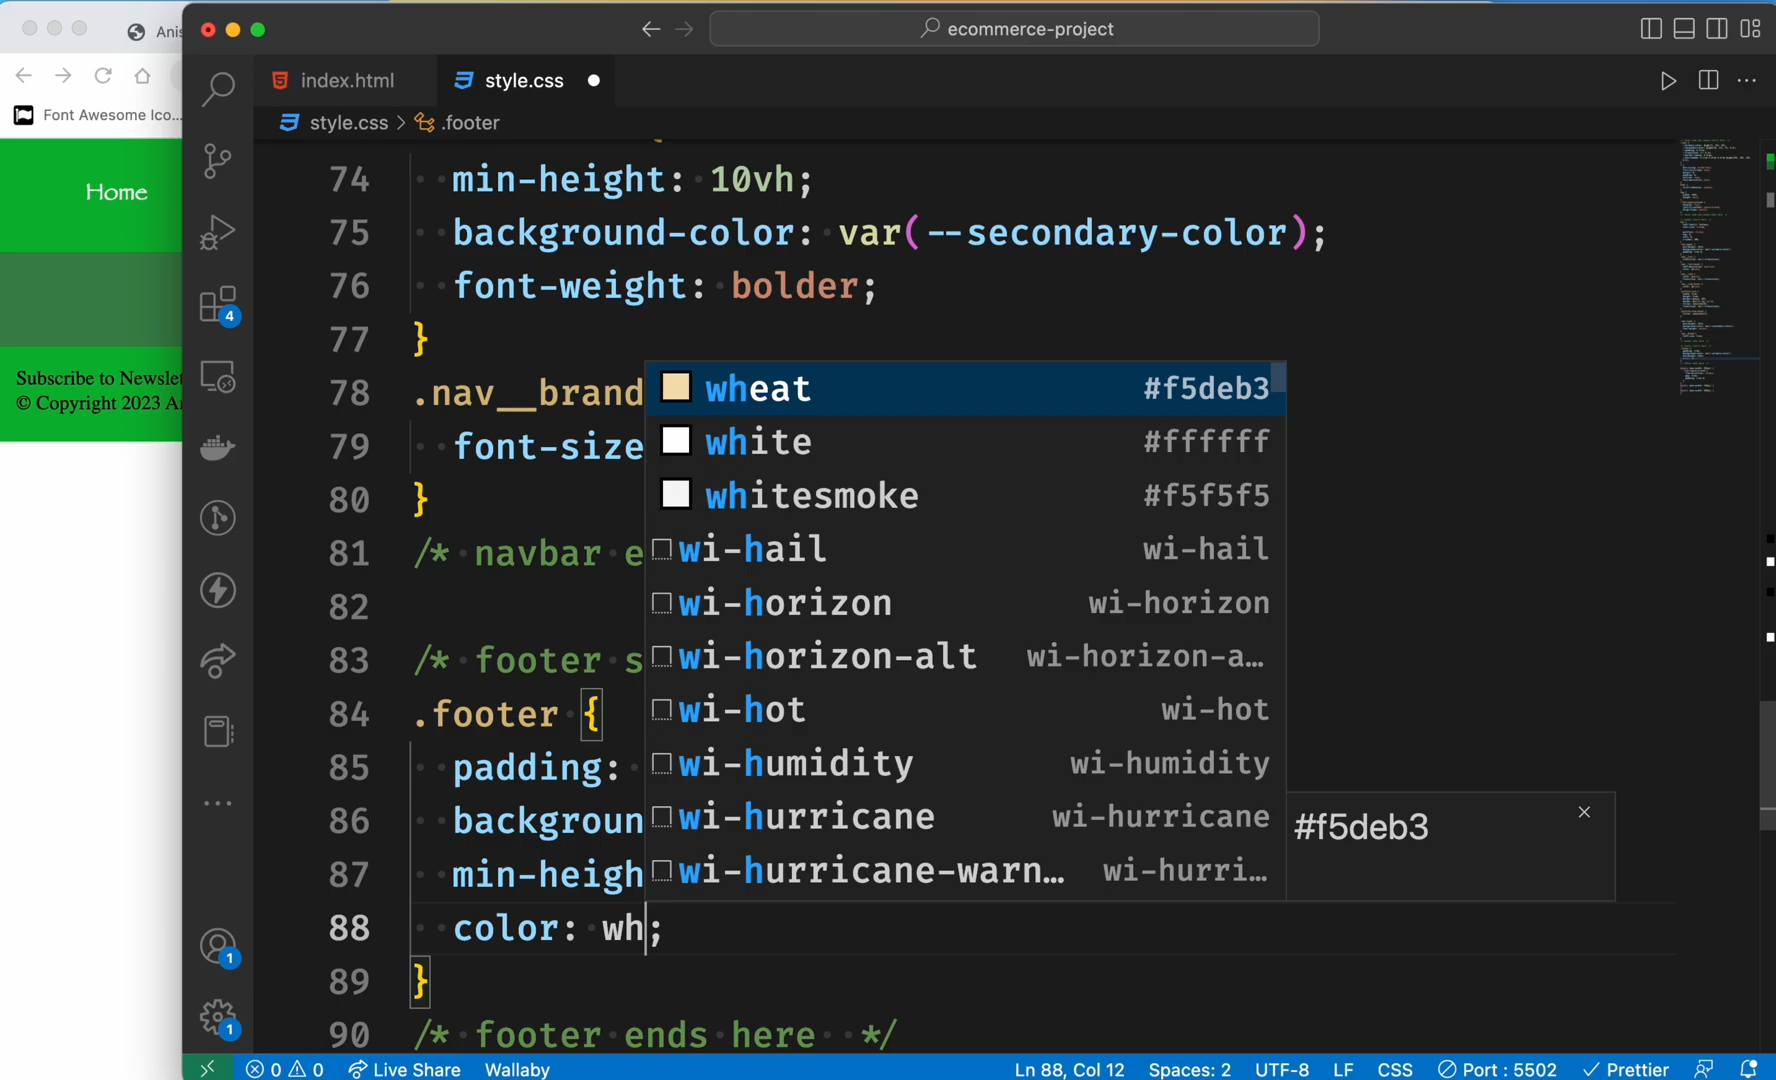 Anis
ecommerce-project
index.html
style.css
Font Awesome Ico...
style.css > .footer
Home
Subscribe to Newslet
© Copyright 2023 A
74 min-height: 10vh;
75 background-color: var(--secondary-color);
76 font-weight: bolder;
77 }
78 .nav__brand
79 font-size
80 }
81 /* navbar e
82
83 /* footer s
84 .footer {
85 padding:
86 backgroun
87 min-heigh
88 color: wh;
89 }
90 /* footer ends here */
wheat #f5deb3
white #ffffff
whitesmoke #f5f5f5
wi-hail wi-hail
wi-horizon wi-horizon
wi-horizon-alt wi-horizon-a…
wi-hot wi-hot
wi-humidity wi-humidity
wi-hurricane wi-hurricane
wi-hurricane-warn… wi-hurri…
#f5deb3
4
1
1
0 0 Live Share Wallaby Ln 88, Col 12 Spaces: 2 UTF-8 LF CSS Port : 5502 Prettier